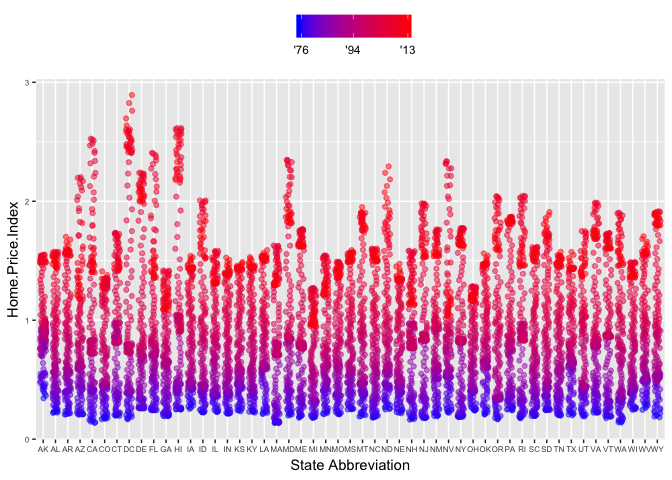 '76 '94 '13
3
2
1
0
Home.Price.Index
AK AL AR AZ CA CO CT DC DE FL GA HI IA ID IL IN KS KY LA MA MD ME MI MN MO MS MT NC ND NE NH NJ NM NV NY OH OK OR PA RI SC SD TN TX UT VA VT WA WI WV WY
State Abbreviation